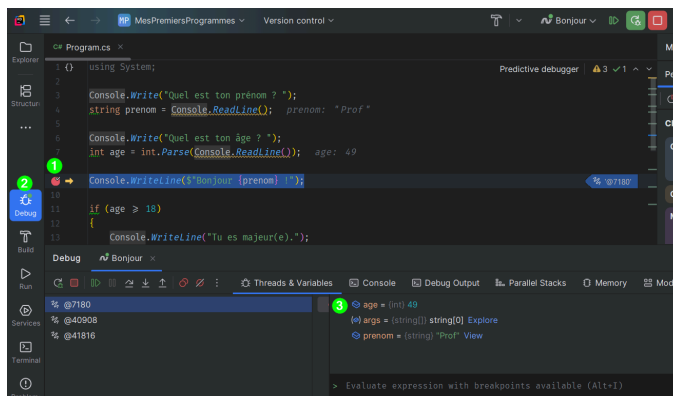 MP MesPremiersProgrammes Version control Bonjour
Explorer C# Program.cs
1 {} using System; Predictive debugger 3 1
2
3 Console.Write("Quel est ton prénom ? ");
Structur
4 string prenom = Console.ReadLine(); prenom: "Prof"
5
6 Console.Write("Quel est ton âge ? ");
7 int age = int.Parse(Console.ReadLine()); age: 49
1
2 Console.WriteLine($"Bonjour {prenom} !"); '@7180'
10
Debug 11 if (age ⩾ 18)
12 {
13 Console.WriteLine("Tu es majeur(e).");
Build
Debug Bonjour
Run Threads & Variables Console Debug Output Parallel Stacks Memory Mod
@7180 3 age = {int} 49
Services @40908 args = {string[]} string[0] Explore
@41816 prenom = {string} "Prof" View
Terminal
> Evaluate expression with breakpoints available (Alt+I)